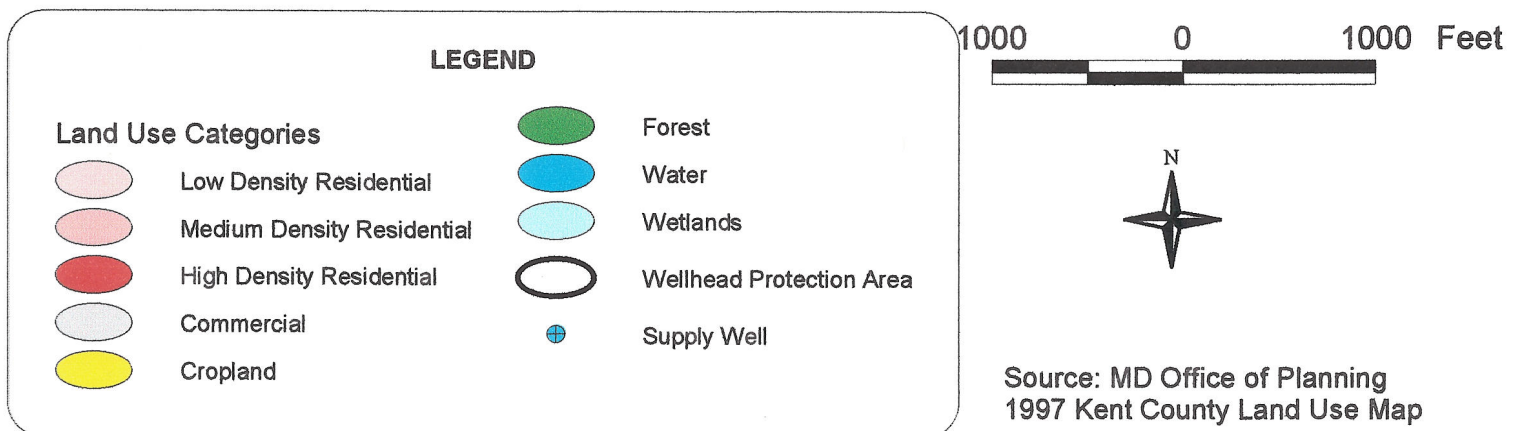 LEGEND
Land Use Categories
Low Density Residential
Medium Density Residential
High Density Residential
Commercial
Cropland
Forest
Water
Wetlands
Wellhead Protection Area
Supply Well
1000 0 1000 Feet
N
Source: MD Office of Planning
1997 Kent County Land Use Map